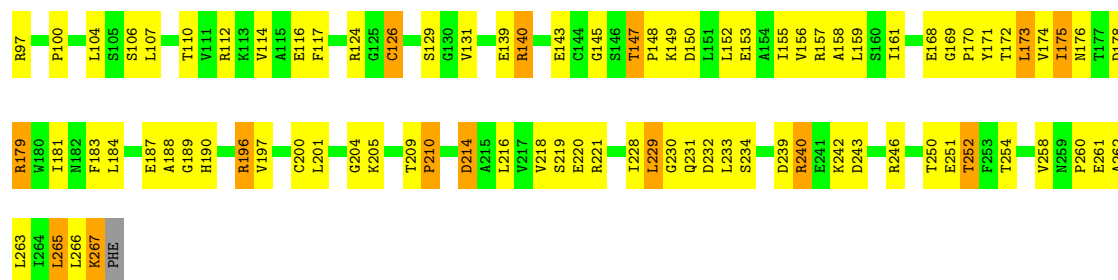 R97 P100 L104 S105 S106 L107 T110 V111 R112 K113 V114 A115 E116 F117 R124 G125 C126 S129 G130 V131 E139 R140 E143 C144 G145 S146 T147 P148 K149 D150 L151 L152 E153 A154 I155 V156 R157 A158 L159 S160 I161 E168 G169 P170 Y171 T172 L173 V174 I175 N176 T177 D178
R179 W180 I181 N182 F183 L184 E187 A188 G189 H190 R196 V197 C200 L201 G204 K205 T209 P210 D214 A215 L216 V217 V218 S219 E220 R221 I228 L229 G230 Q231 D232 L233 S234 D239 R240 E241 K242 D243 R246 T250 E251 T252 F253 T254 V258 N259 P260 E261 A262
L263 I264 L265 L266 K267 PHE